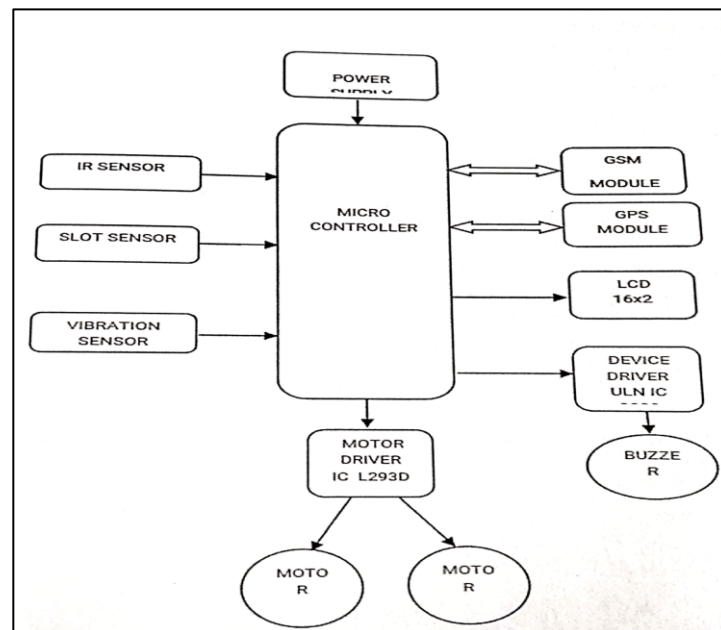 POWER
IR SENSOR
SLOT SENSOR
VIBRATION
SENSOR
MICRO
CONTROLLER
GSM
MODULE
GPS
MODULE
LCD
16x2
DEVICE
DRIVER
ULN IC
BUZZE
R
MOTOR
DRIVER
IC L293D
MOTO
R
MOTO
R